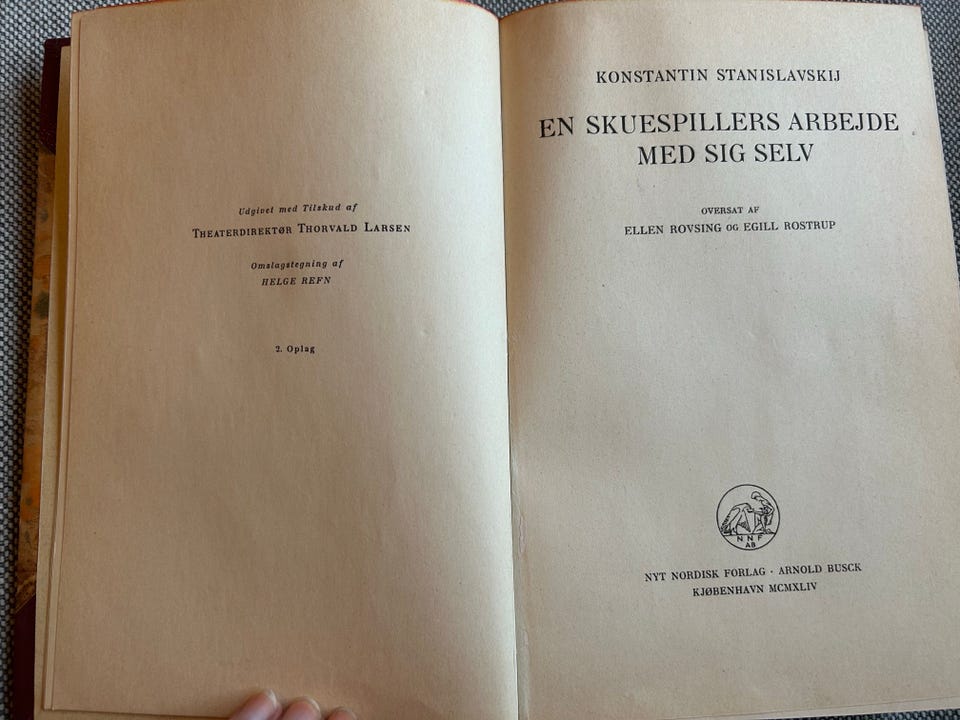 Udgivet med Tilskud af
THEATERDIREKTØR THORVALD LARSEN
Omslagstegning af
HELGE REFN
2. Oplag
KONSTANTIN STANISLAVSKIJ
EN SKUESPILLERS ARBEJDE
MED SIG SELV
OVERSAT AF
ELLEN ROVSING OG EGILL ROSTRUP
NNF
AB
NYT NORDISK FORLAG · ARNOLD BUSCK
KJØBENHAVN MCMXLIV